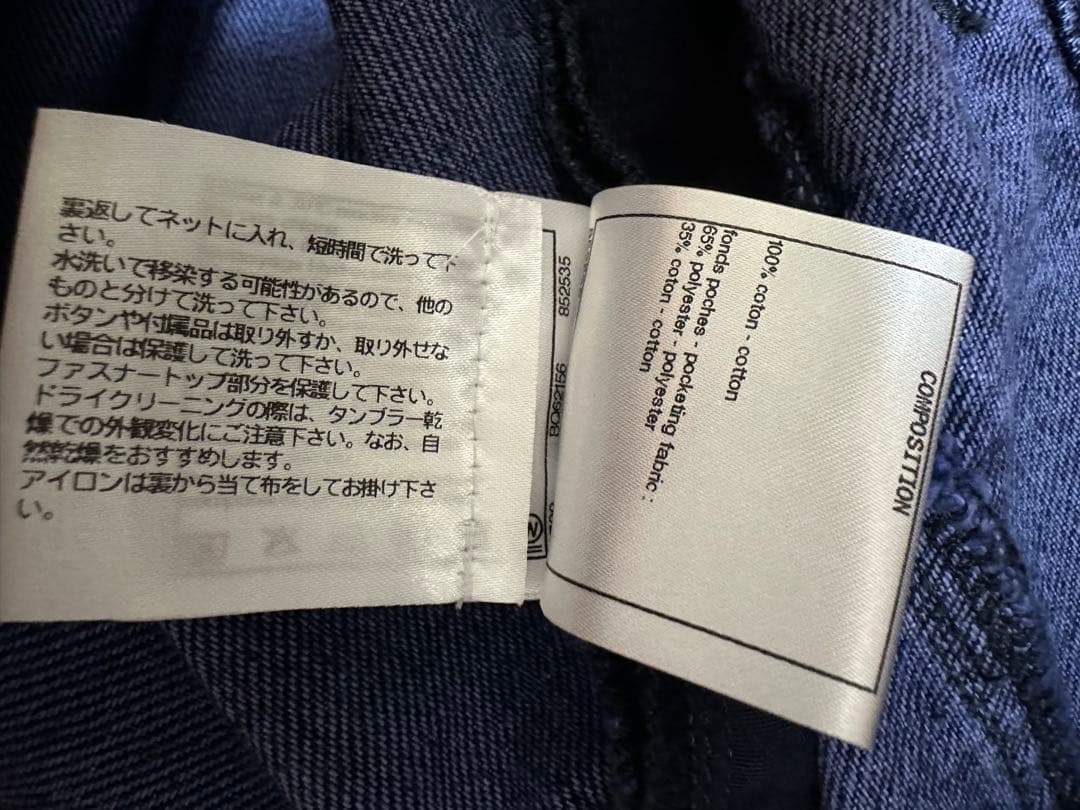 裏返してネットに入れ、短時間で洗って下
さい。
水洗いで移染する可能性があるので、他の
ものと分けて洗って下さい。
ボタンや付属品は取り外すか、取り外せな
い場合は保護して洗って下さい。
ファスナートップ部分を保護して下さい。
ドライクリーニングの際は、タンブラー乾
燥での外観変化にご注意下さい。なお、自
然乾燥をおすすめします。
アイロンは裏から当て布をしてお掛け下さ
い。
852535
BQ62156
COMPOSITION
100% coton - cotton
fonds poches - pocketing fabric :
65% polyester - polyester
35% coton - cotton